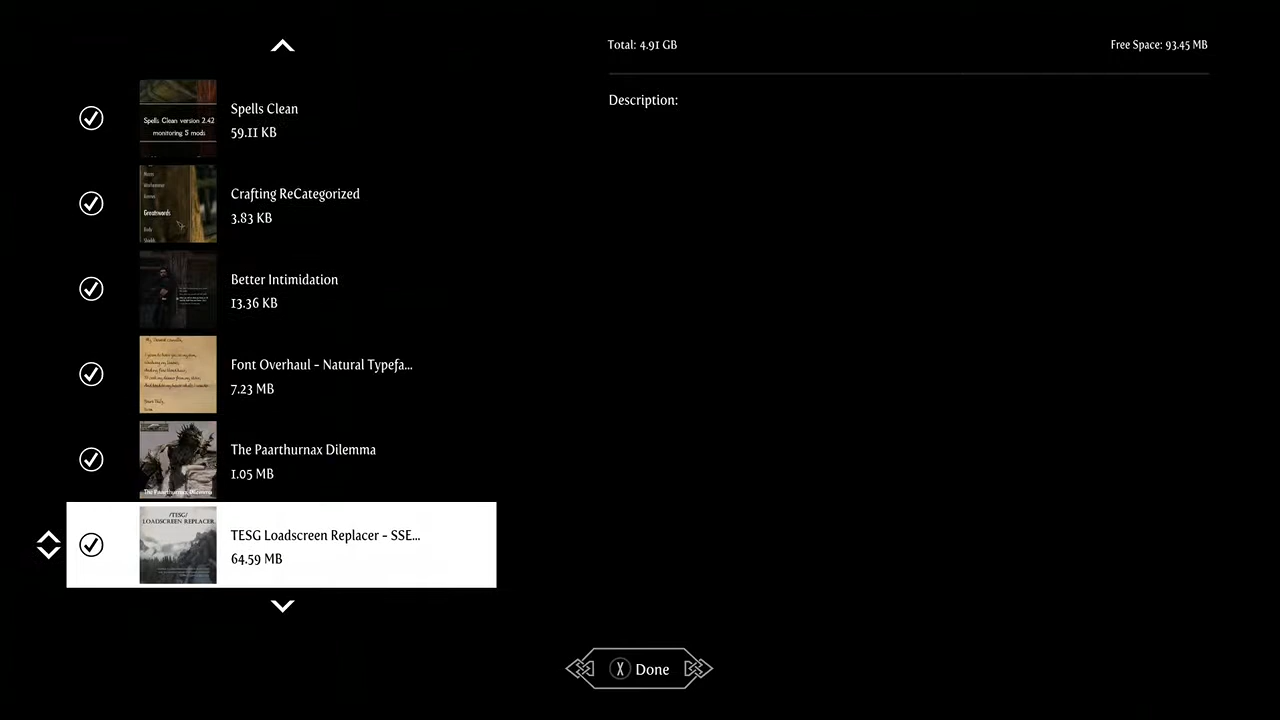 Total: 4.91 GB
Free Space: 93.45 MB
Description:
Spells Clean version 2.42
monitoring 5 mods
Spells Clean
59.11 KB
Greatswords
Body
Crafting ReCategorized
3.83 KB
Better Intimidation
13.36 KB
Font Overhaul - Natural Typefa...
7.23 MB
The Paarthurnax Dilemma
The Paarthurnax Dilemma
1.05 MB
/TESG/
LOADSCREEN REPLACER
TESG Loadscreen Replacer - SSE...
64.59 MB
X Done